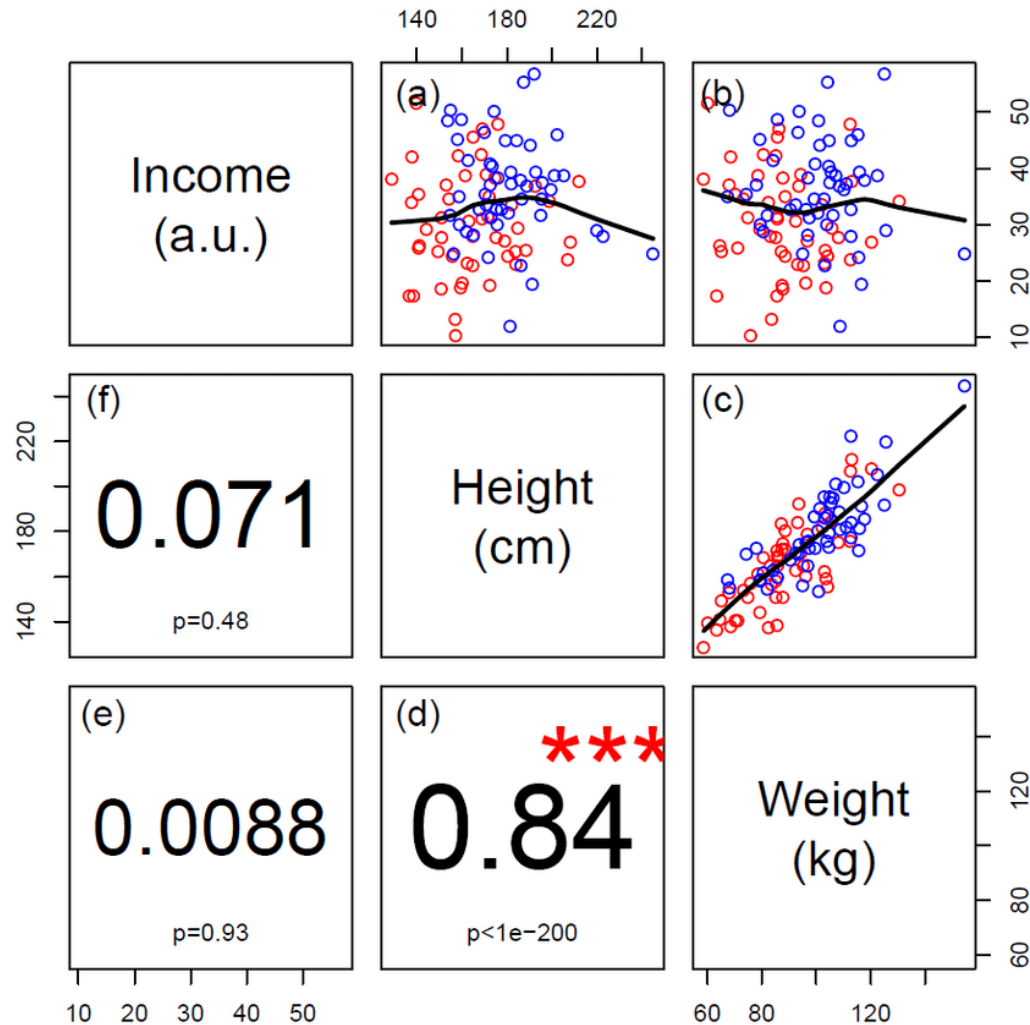 140 180 220
Income
(a.u.)
(a)
(b)
50
40
30
20
10
(f)
0.071
p=0.48
220
180
140
Height
(cm)
(c)
(e)
0.0088
p=0.93
(d)
***
0.84
p<1e−200
Weight
(kg)
120
80
60
10 20 30 40 50
60 80 120